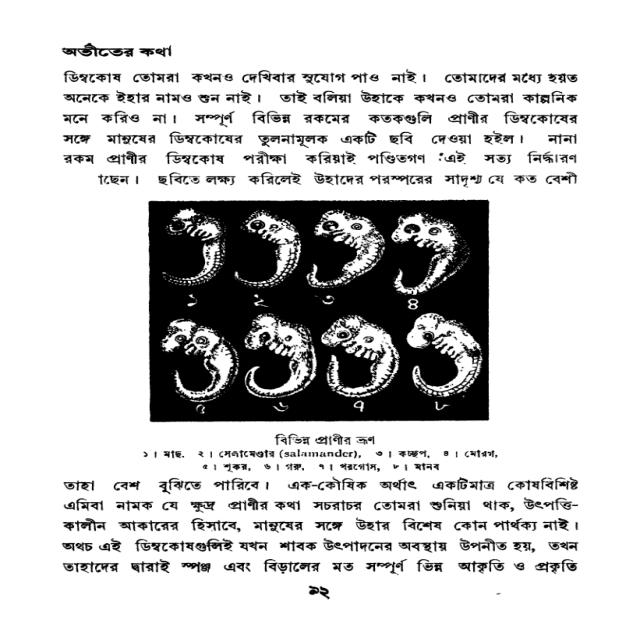 অতীতের কথা
ডিম্বকোষ তোমরা কখনও দেখিবার সুযোগ পাও নাই। তোমাদের মধ্যে হয়ত
অনেকে ইহার নামও শুন নাই। তাই বলিয়া উহাকে কখনও তোমরা কাল্পনিক
মনে করিও না। সম্পূর্ণ বিভিন্ন রকমের কতকগুলি প্রাণীর ডিম্বকোষের
সঙ্গে মানুষের ডিম্বকোষের তুলনামূলক একটি ছবি দেওয়া হইল। নানা
রকম প্রাণীর ডিম্বকোষ পরীক্ষা করিয়াই পণ্ডিতগণ এই সত্য নির্দ্ধারণ
ছেন। ছবিতে লক্ষ্য করিলেই উহাদের পরস্পরের সাদৃশ্য যে কত বেশী
১ ২ ৩ ৪
৫ ৬ ৭ ৮
বিভিন্ন প্রাণীর ভ্রূণ
১। মাছ, ২। সেলামেণ্ডার (salamander), ৩। কচ্ছপ, ৪। মোরগ,
৫। শূকর, ৬। গরু, ৭। খরগোস, ৮। মানব
তাহা বেশ বুঝিতে পারিবে। এক-কৌষিক অর্থাৎ একটিমাত্র কোষবিশিষ্ট
এমিবা নামক যে ক্ষুদ্র প্রাণীর কথা সচরাচর তোমরা শুনিয়া থাক, উৎপত্তি-
কালীন আকারের হিসাবে, মানুষের সঙ্গে উহার বিশেষ কোন পার্থক্য নাই।
অথচ এই ডিম্বকোষগুলিই যখন শাবক উৎপাদনের অবস্থায় উপনীত হয়, তখন
তাহাদের দ্বারাই স্পঞ্জ এবং বিড়ালের মত সম্পূর্ণ ভিন্ন আকৃতি ও প্রকৃতি
৯২